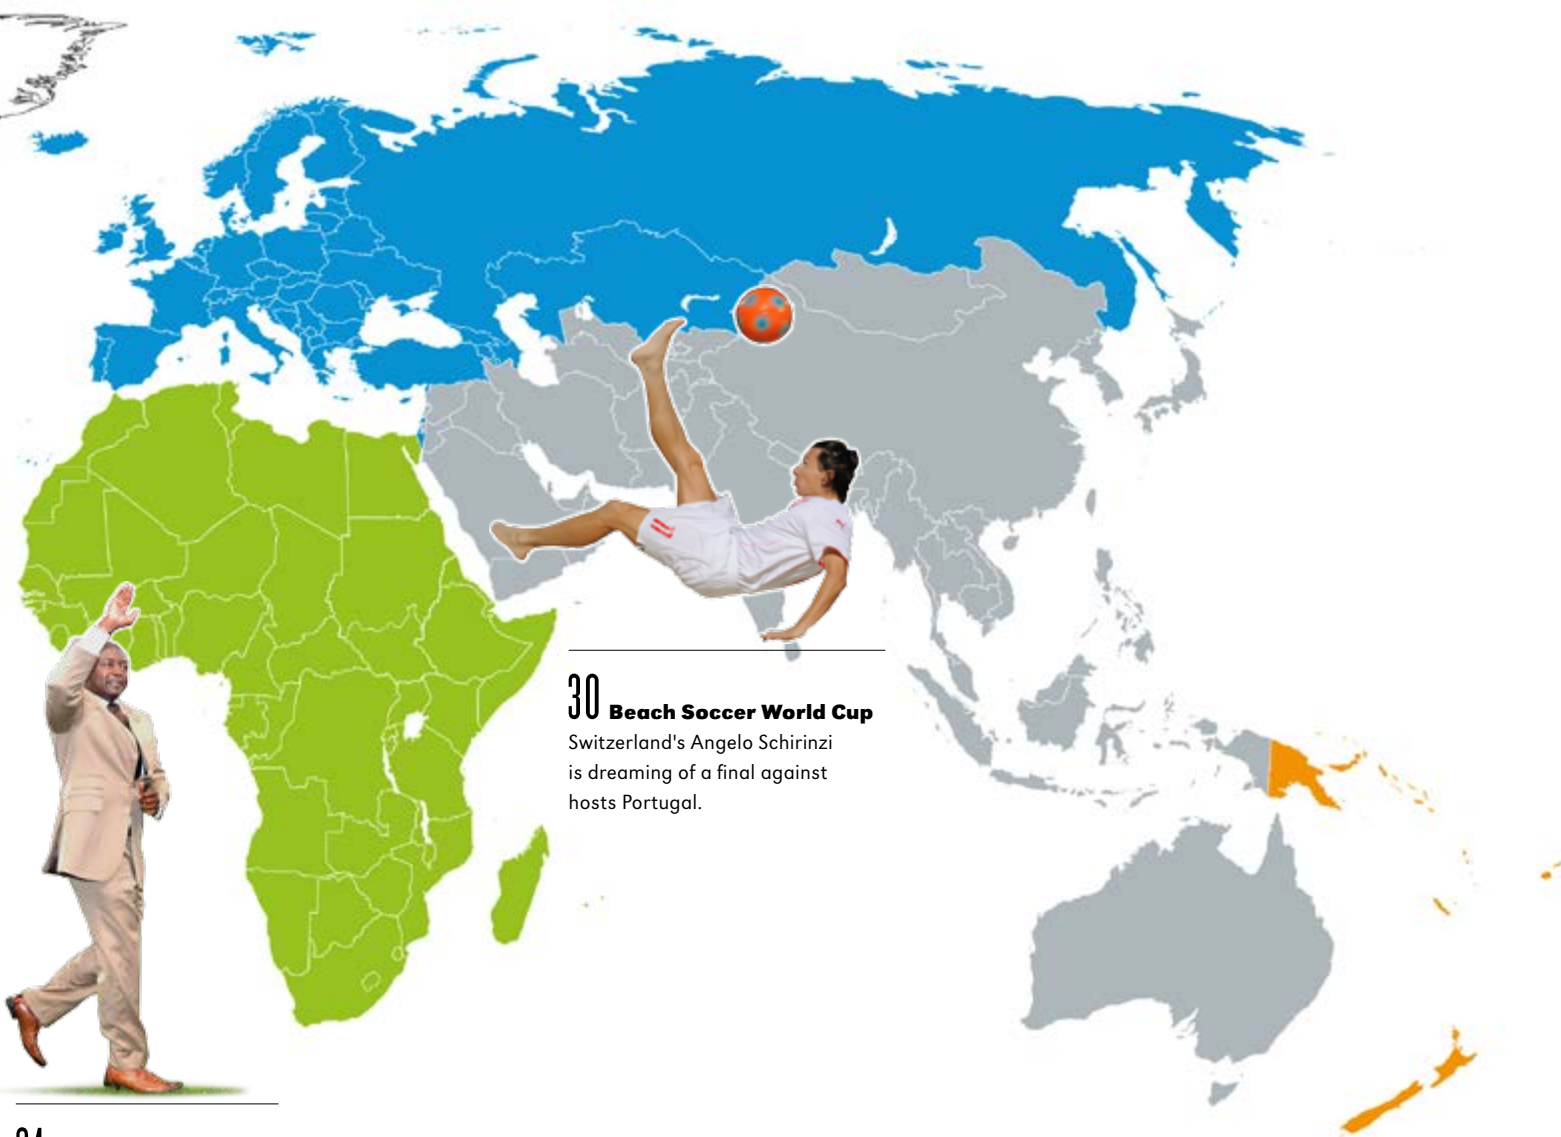 30 Beach Soccer World Cup
Switzerland's Angelo Schirinzi
is dreaming of a final against
hosts Portugal.